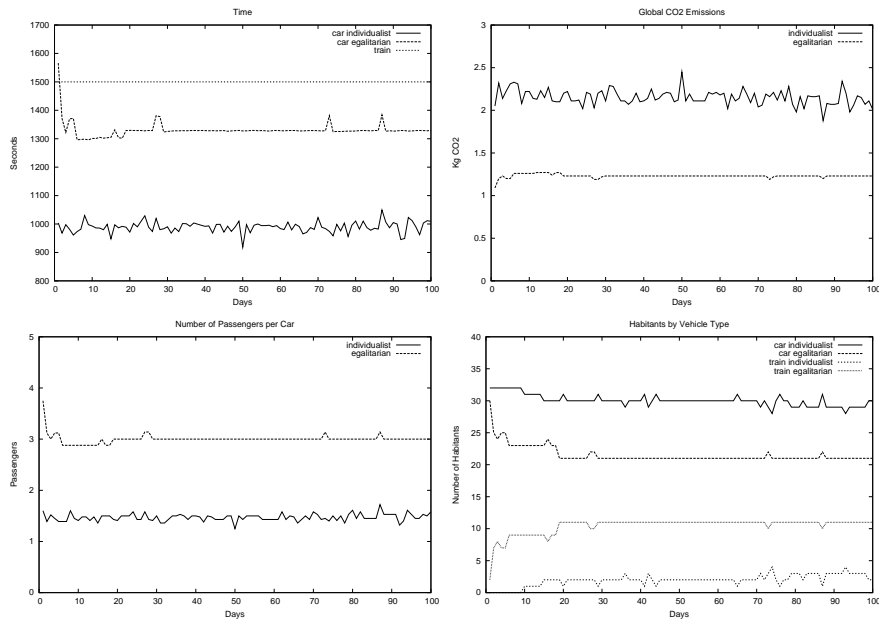 Time
1700
1600
1500
1400
1300
1200
1100
1000
900
800
Seconds
0 10 20 30 40 50 60 70 80 90 100
Days
car individualist
car egalitarian
train
Global CO2 Emissions
3
2.5
2
1.5
1
0.5
0
Kg CO2
0 10 20 30 40 50 60 70 80 90 100
Days
individualist
egalitarian
Number of Passengers per Car
5
4
3
2
1
0
Passengers
0 10 20 30 40 50 60 70 80 90 100
Days
individualist
egalitarian
Habitants by Vehicle Type
40
35
30
25
20
15
10
5
0
Number of Habitants
0 10 20 30 40 50 60 70 80 90 100
Days
car individualist
car egalitarian
train individualist
train egalitarian